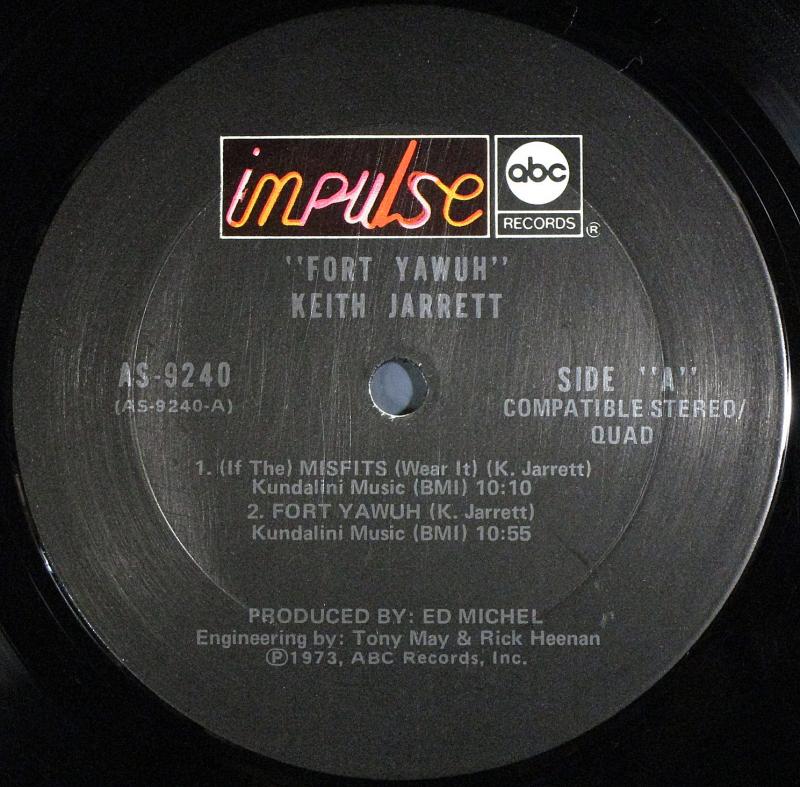 impulse
abc
RECORDS
®
"FORT YAWUH"
KEITH JARRETT
AS-9240
(AS-9240-A)
SIDE "A"
COMPATIBLE STEREO/
QUAD
1. (If The) MISFITS (Wear It) (K. Jarrett)
Kundalini Music (BMI) 10:10
2. FORT YAWUH (K. Jarrett)
Kundalini Music (BMI) 10:55
PRODUCED BY: ED MICHEL
Engineering by: Tony May & Rick Heenan
℗1973, ABC Records, Inc.